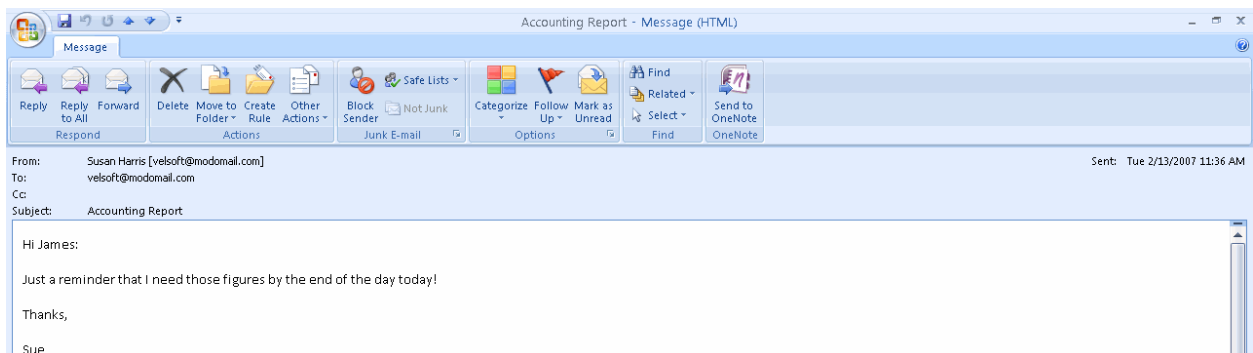 Accounting Report - Message (HTML)
Message
Reply Reply to All Forward Delete Move to Folder Create Rule Other Actions Block Sender Safe Lists Not Junk Categorize Follow Up Mark as Unread Find Related Select Send to OneNote
Respond Actions Junk E-mail Options Find OneNote
From: Susan Harris [velsoft@modomail.com] Sent: Tue 2/13/2007 11:36 AM
To: velsoft@modomail.com
Cc:
Subject: Accounting Report
Hi James:
Just a reminder that I need those figures by the end of the day today!
Thanks,
Sue